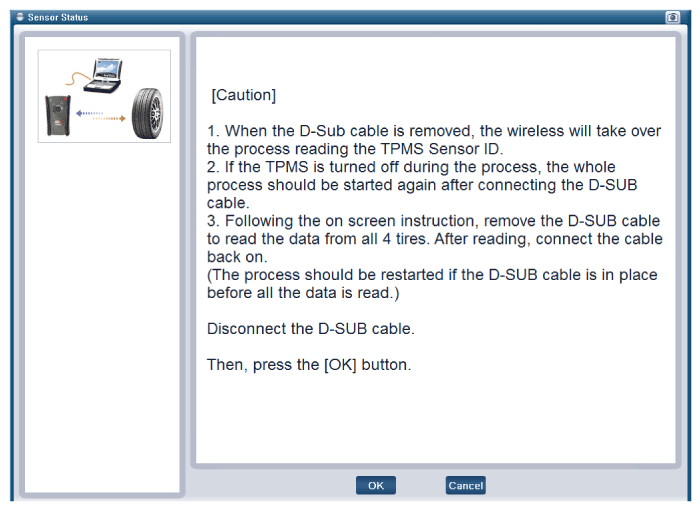 Sensor Status
[Caution]
1. When the D-Sub cable is removed, the wireless will take over
the process reading the TPMS Sensor ID.
2. If the TPMS is turned off during the process, the whole
process should be started again after connecting the D-SUB
cable.
3. Following the on screen instruction, remove the D-SUB cable
to read the data from all 4 tires. After reading, connect the cable
back on.
(The process should be restarted if the D-SUB cable is in place
before all the data is read.)
Disconnect the D-SUB cable.
Then, press the [OK] button.
OK
Cancel